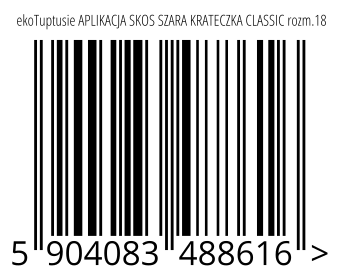 ekoTuptusie APLIKACJA SKOS SZARA KRATECZKA CLASSIC rozm.18
5 904083 488616 >